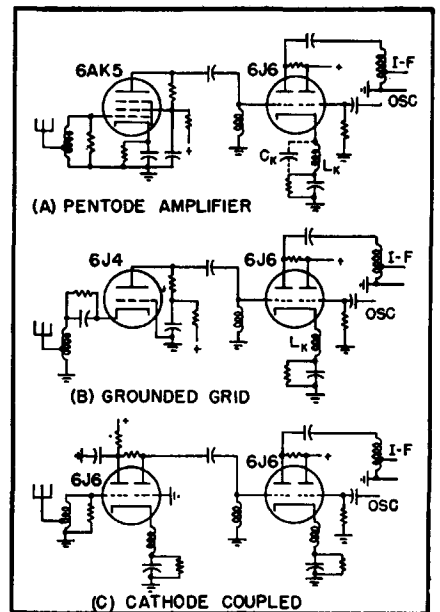 6AK5
6J6
+
I-F
OSC
+
CK
LK
(A) PENTODE AMPLIFIER
6J4
6J6
+
I-F
OSC
+
LK
(B) GROUNDED GRID
+
6J6
6J6
+
I-F
OSC
(C) CATHODE COUPLED